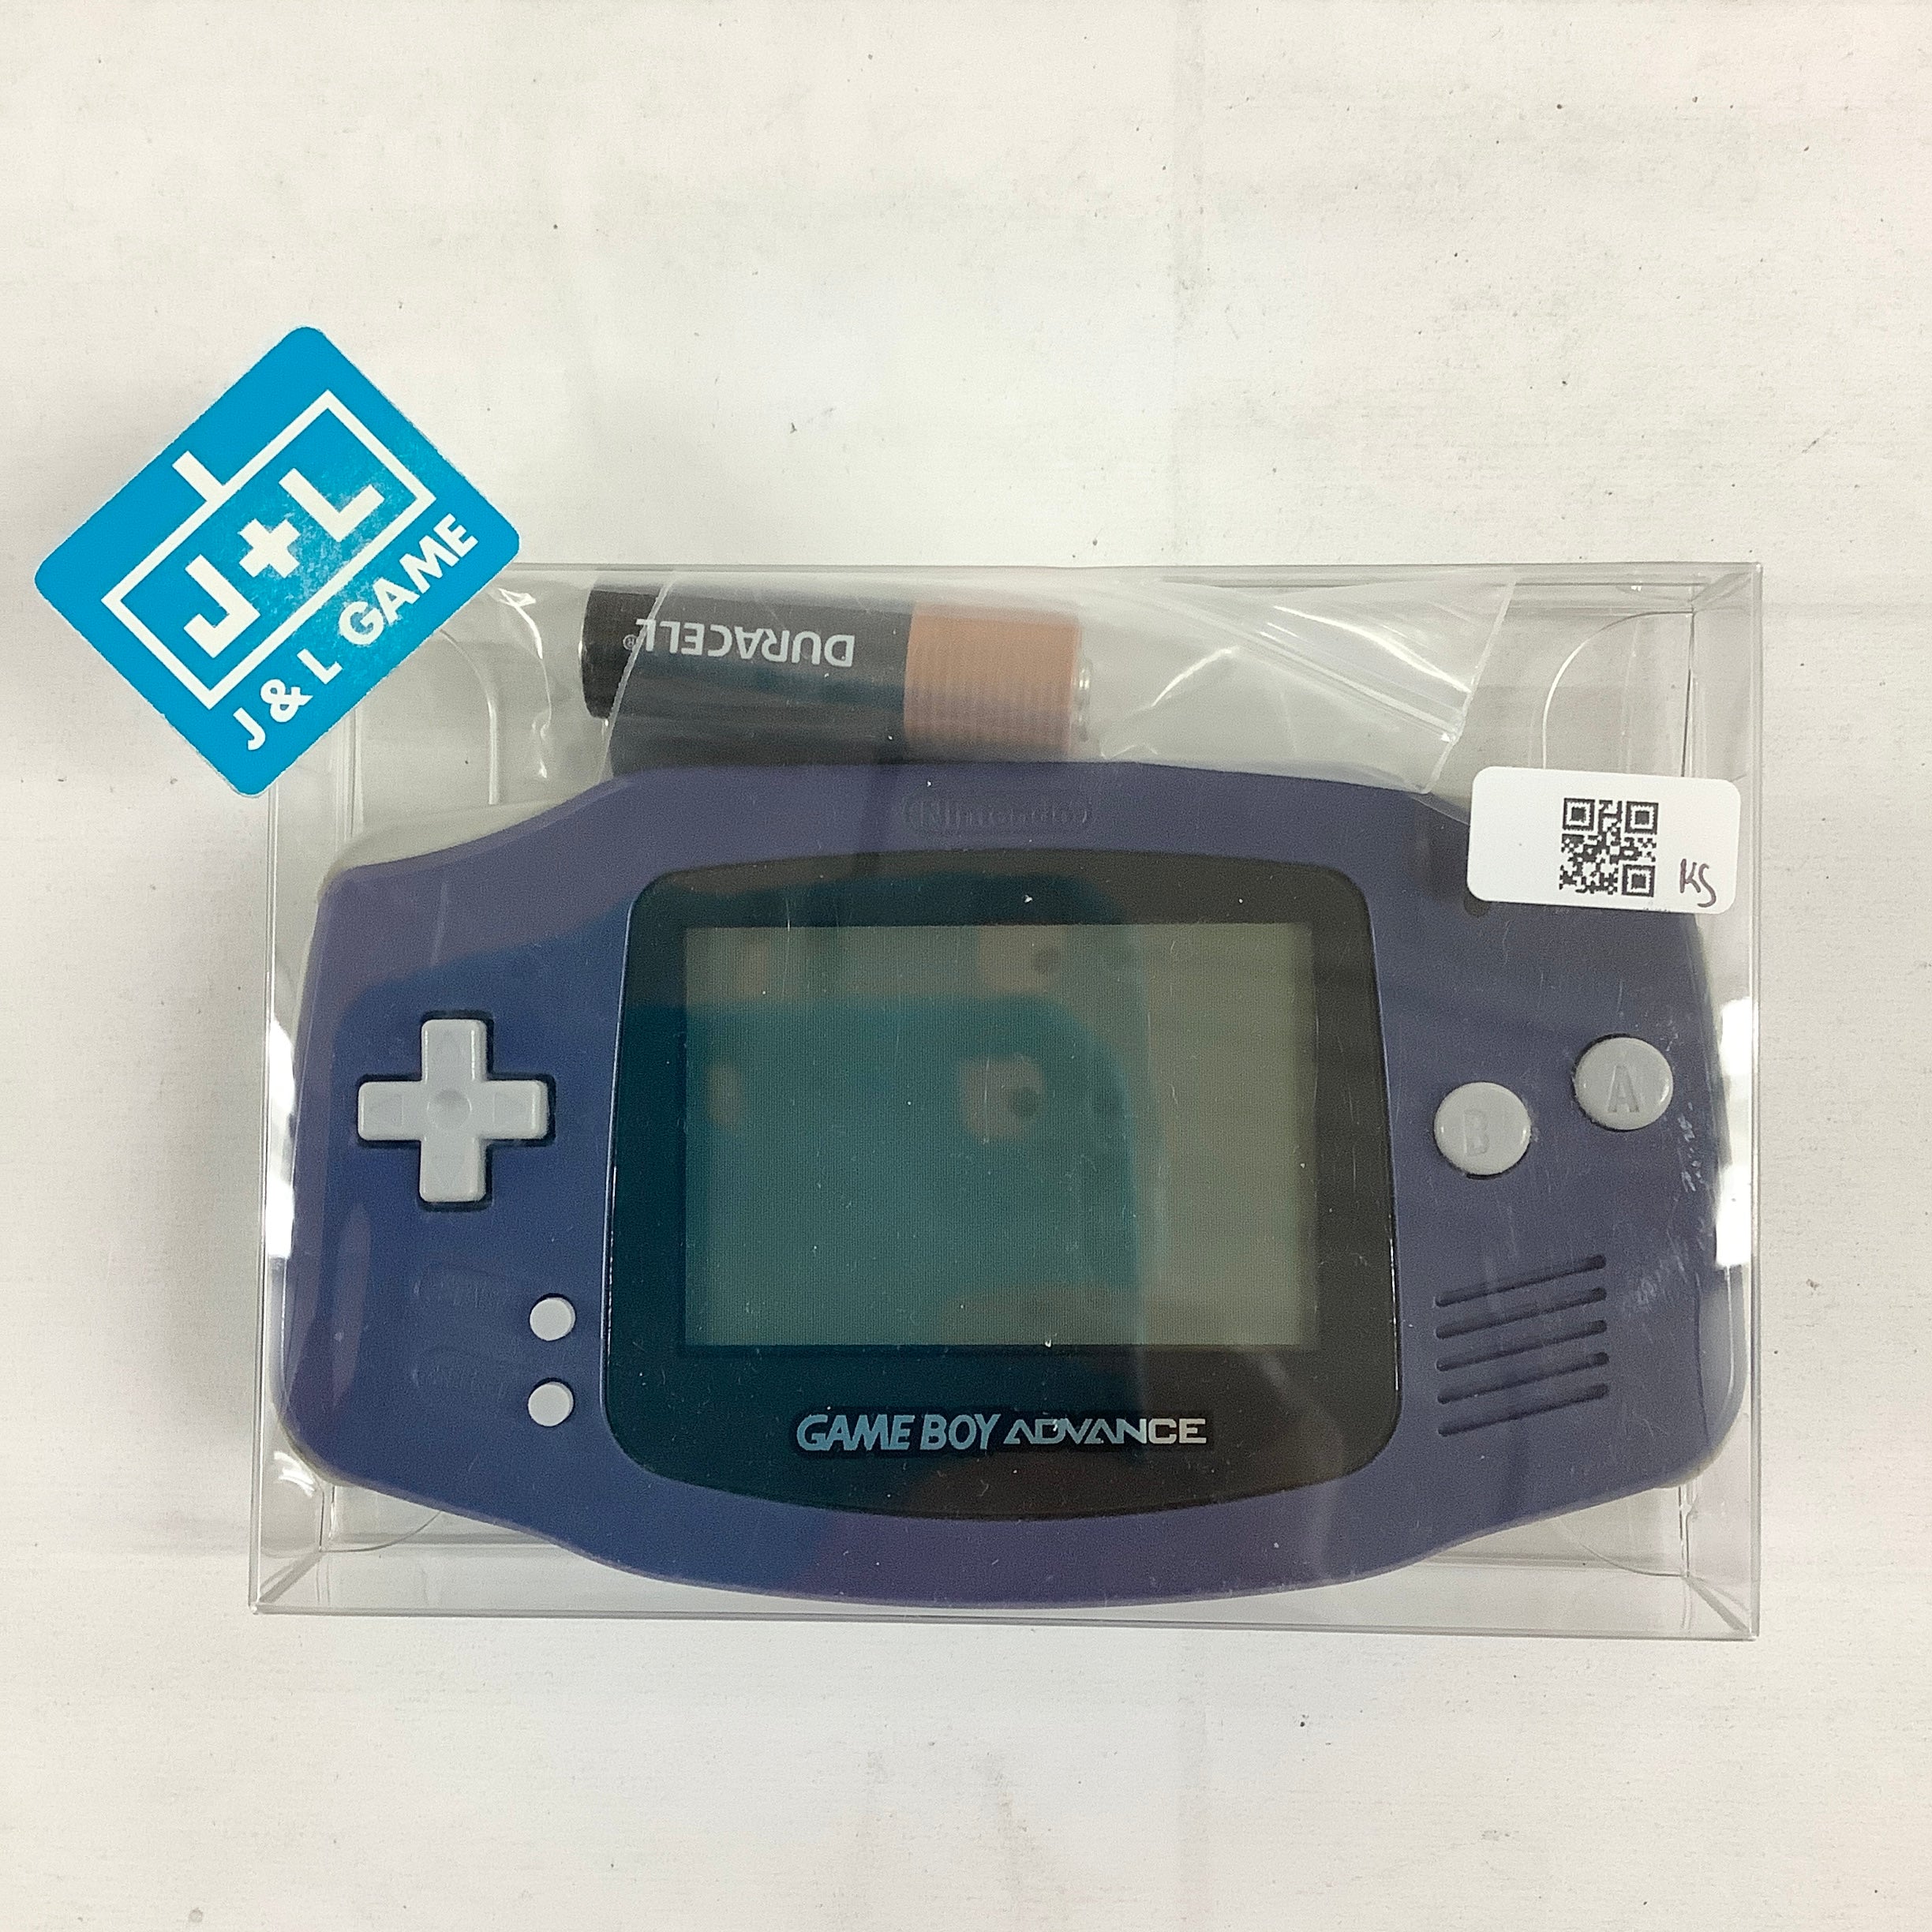 J+L
J & L GAME
DURACELL®
Nintendo
KS
B
A
GAME BOY ADVANCE